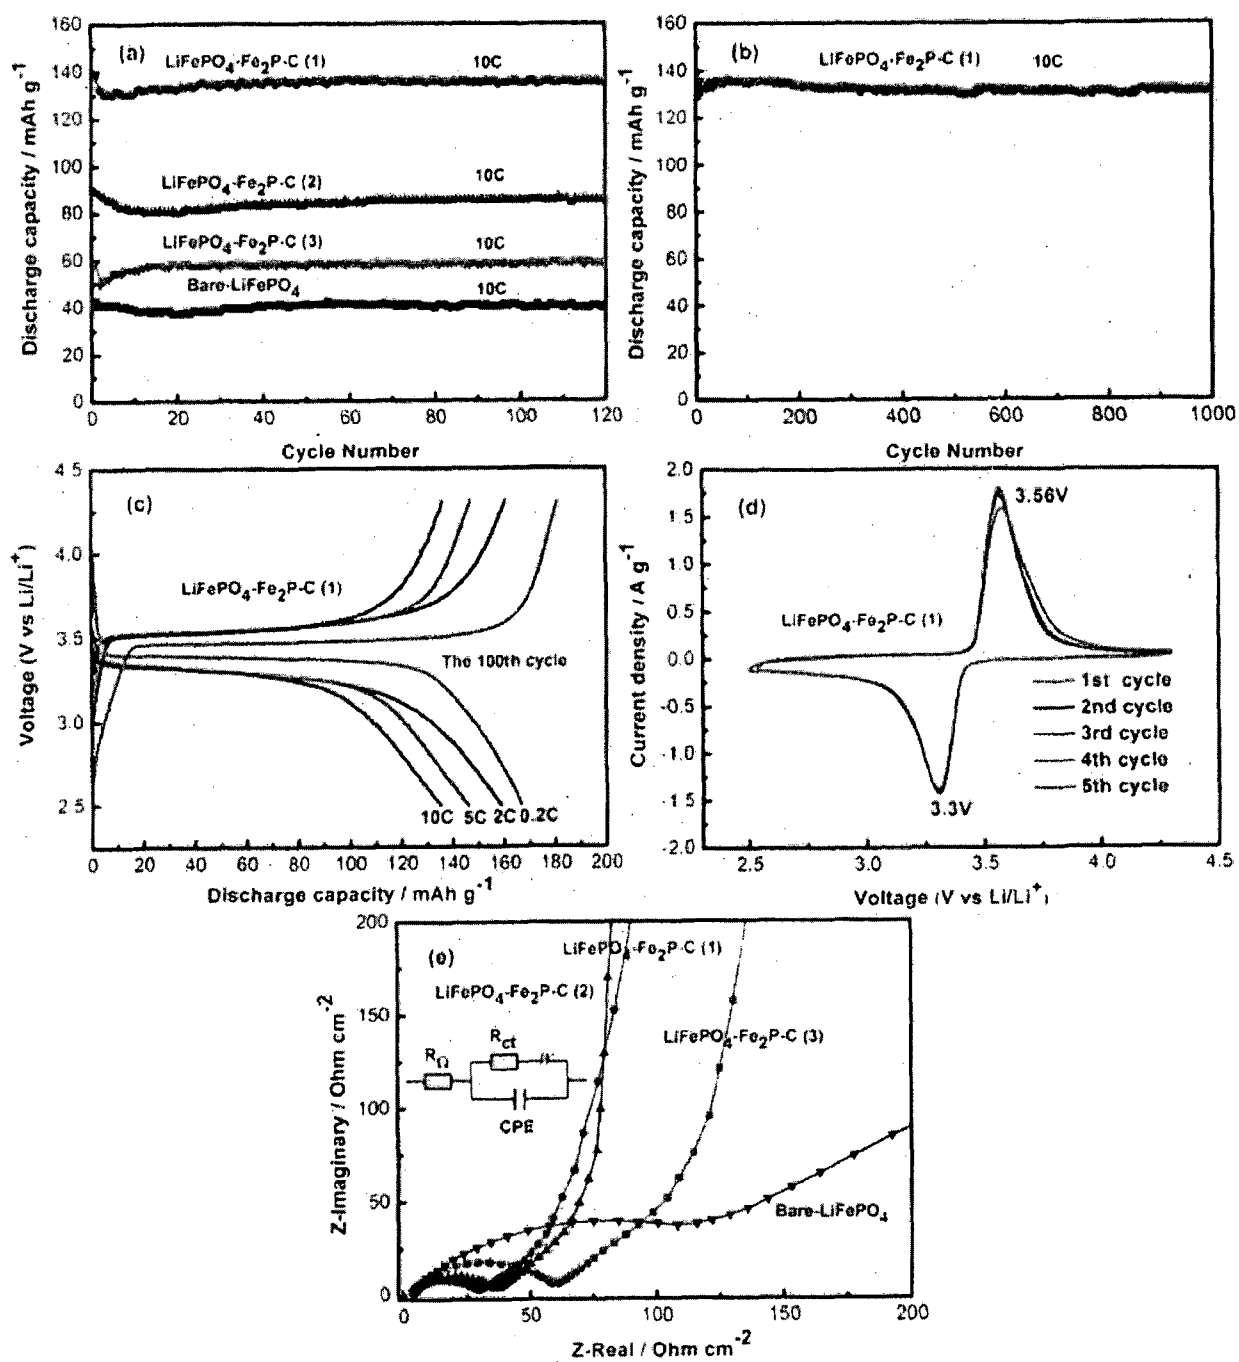 (a)
LiFePO4-Fe2P-C (1) 10C
LiFePO4-Fe2P-C (2) 10C
LiFePO4-Fe2P-C (3) 10C
Bare-LiFePO4 10C
160
140
120
100
80
60
40
20
0
0 20 40 60 80 100 120
Discharge capacity / mAh g-1
Cycle Number
(b)
LiFePO4-Fe2P-C (1) 10C
160
140
120
100
80
60
40
20
0
0 200 400 600 800 1000
Discharge capacity / mAh g-1
Cycle Number
(c)
LiFePO4-Fe2P-C (1)
The 100th cycle
10C 5C 2C 0.2C
4.5
4.0
3.5
3.0
2.5
0 20 40 60 80 100 120 140 160 180 200
Voltage (V vs Li/Li+)
Discharge capacity / mAh g-1
(d)
3.56V
LiFePO4-Fe2P-C (1)
1st cycle
2nd cycle
3rd cycle
4th cycle
5th cycle
3.3V
2.0
1.5
1.0
0.5
0.0
-0.5
-1.0
-1.5
-2.0
2.5 3.0 3.5 4.0 4.5
Current density / A g-1
Voltage (V vs Li/Li+)
(e)
LiFePO4-Fe2P-C (1)
LiFePO4-Fe2P-C (2)
LiFePO4-Fe2P-C (3)
Bare-LiFePO4
RΩ
Rct
CPE
200
150
100
50
0
0 50 100 150 200
Z-Imaginary / Ohm cm-2
Z-Real / Ohm cm-2